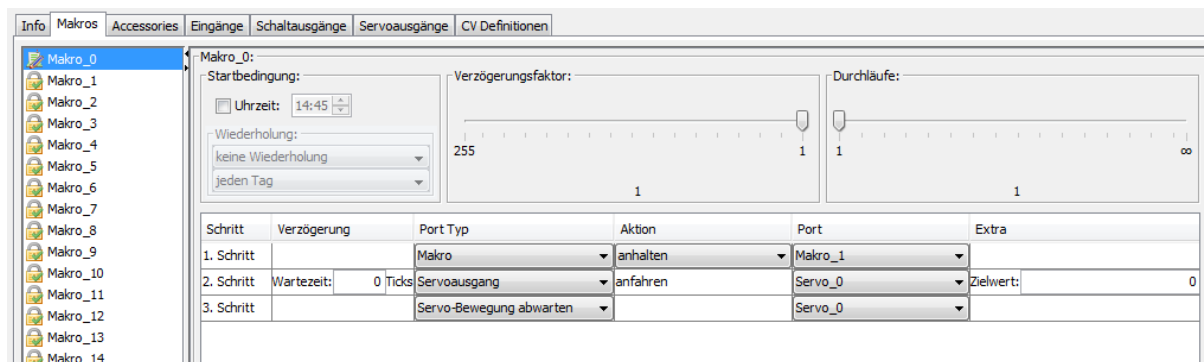 Info Makros Accessories Eingänge Schaltausgänge Servoausgänge CV Definitionen
Makro_0
Makro_1
Makro_2
Makro_3
Makro_4
Makro_5
Makro_6
Makro_7
Makro_8
Makro_9
Makro_10
Makro_11
Makro_12
Makro_13
Makro_14
Makro_0:
Startbedingung:
Uhrzeit: 14:45
Wiederholung:
keine Wiederholung
jeden Tag
Verzögerungsfaktor:
255 1
1
Durchläufe:
1 ∞
1
Schritt Verzögerung Port Typ Aktion Port Extra
1. Schritt Makro anhalten Makro_1
2. Schritt Wartezeit: 0 Ticks Servoausgang anfahren Servo_0 Zielwert: 0
3. Schritt Servo-Bewegung abwarten Servo_0